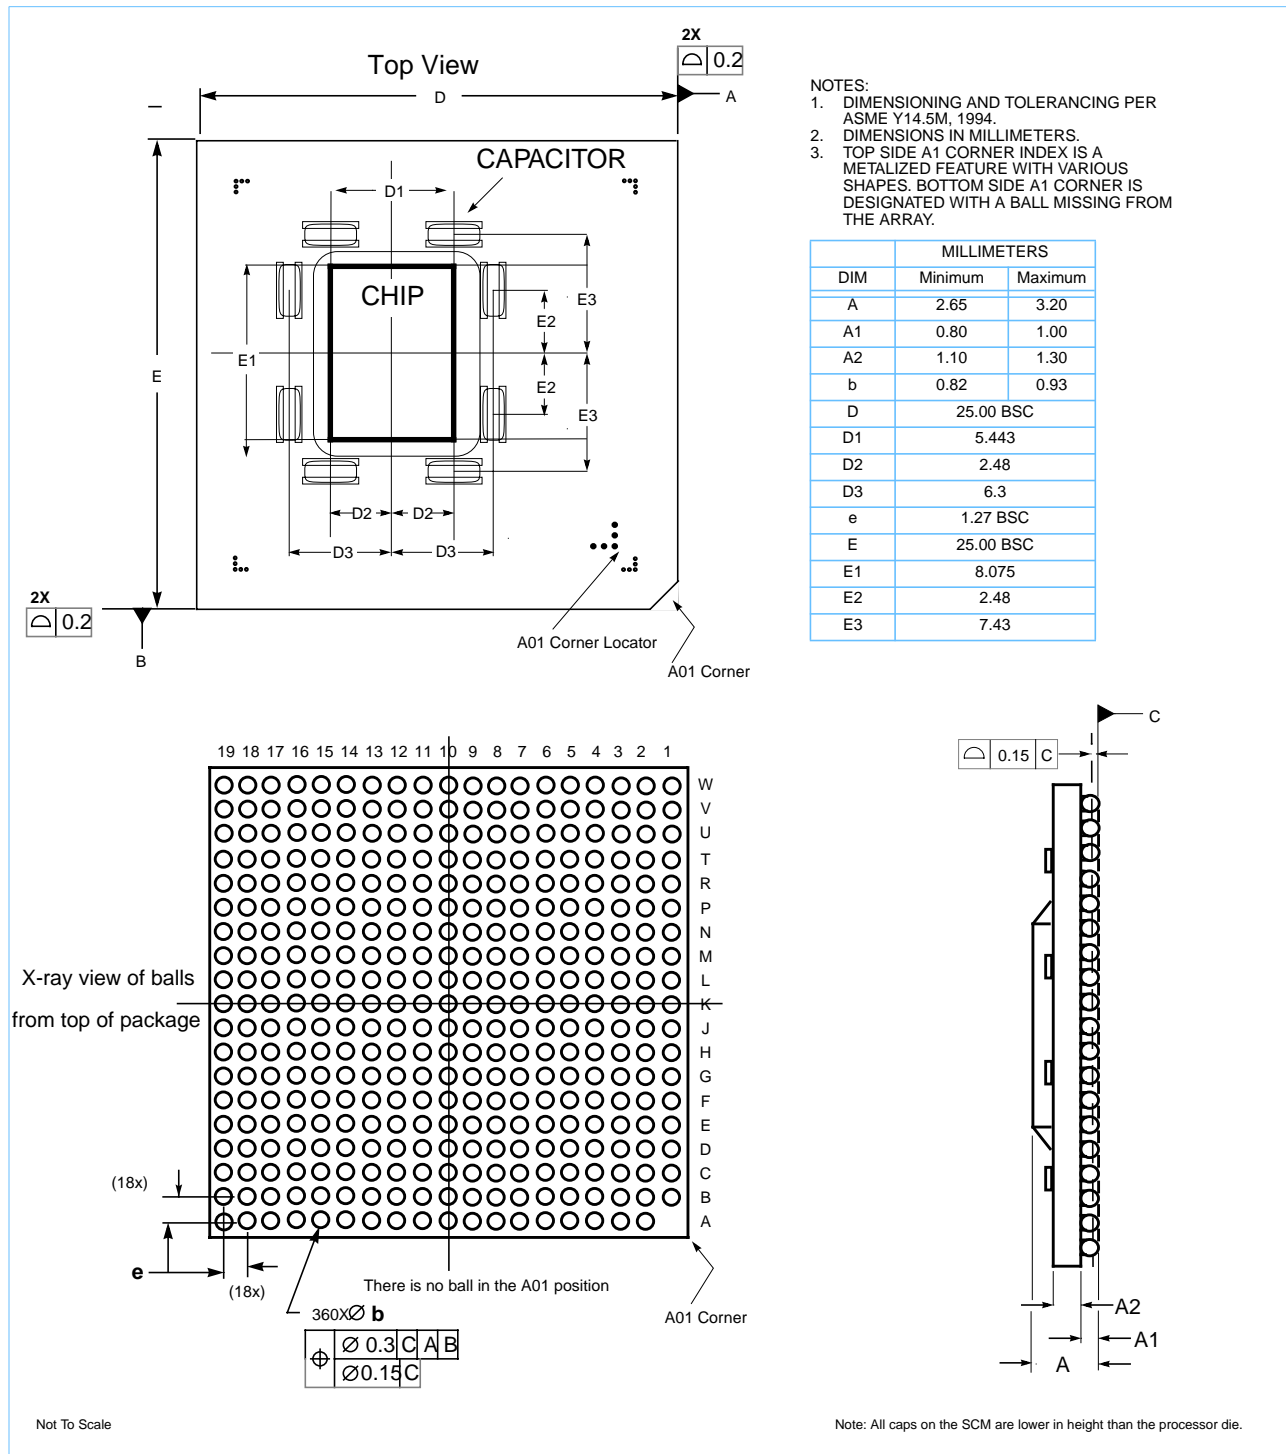 Top View
2X
0.2
D
A
CAPACITOR
D1
CHIP
E3
E2
E1
E
E2
E3
D2
D2
D3
D3
2X
0.2
B
A01 Corner Locator
A01 Corner
NOTES:
1. DIMENSIONING AND TOLERANCING PER
ASME Y14.5M, 1994.
2. DIMENSIONS IN MILLIMETERS.
3. TOP SIDE A1 CORNER INDEX IS A
METALIZED FEATURE WITH VARIOUS
SHAPES. BOTTOM SIDE A1 CORNER IS
DESIGNATED WITH A BALL MISSING FROM
THE ARRAY.
MILLIMETERS
DIM Minimum Maximum
A 2.65 3.20
A1 0.80 1.00
A2 1.10 1.30
b 0.82 0.93
D 25.00 BSC
D1 5.443
D2 2.48
D3 6.3
e 1.27 BSC
E 25.00 BSC
E1 8.075
E2 2.48
E3 7.43
19 18 17 16 15 14 13 12 11 10 9 8 7 6 5 4 3 2 1
W
V
U
T
R
P
N
M
L
K
J
H
G
F
E
D
C
B
A
X-ray view of balls
from top of package
(18x)
e
(18x)
There is no ball in the A01 position
360X∅ b
∅ 0.3 C A B
∅0.15 C
A01 Corner
C
0.15 C
A2
A1
A
Not To Scale
Note: All caps on the SCM are lower in height than the processor die.